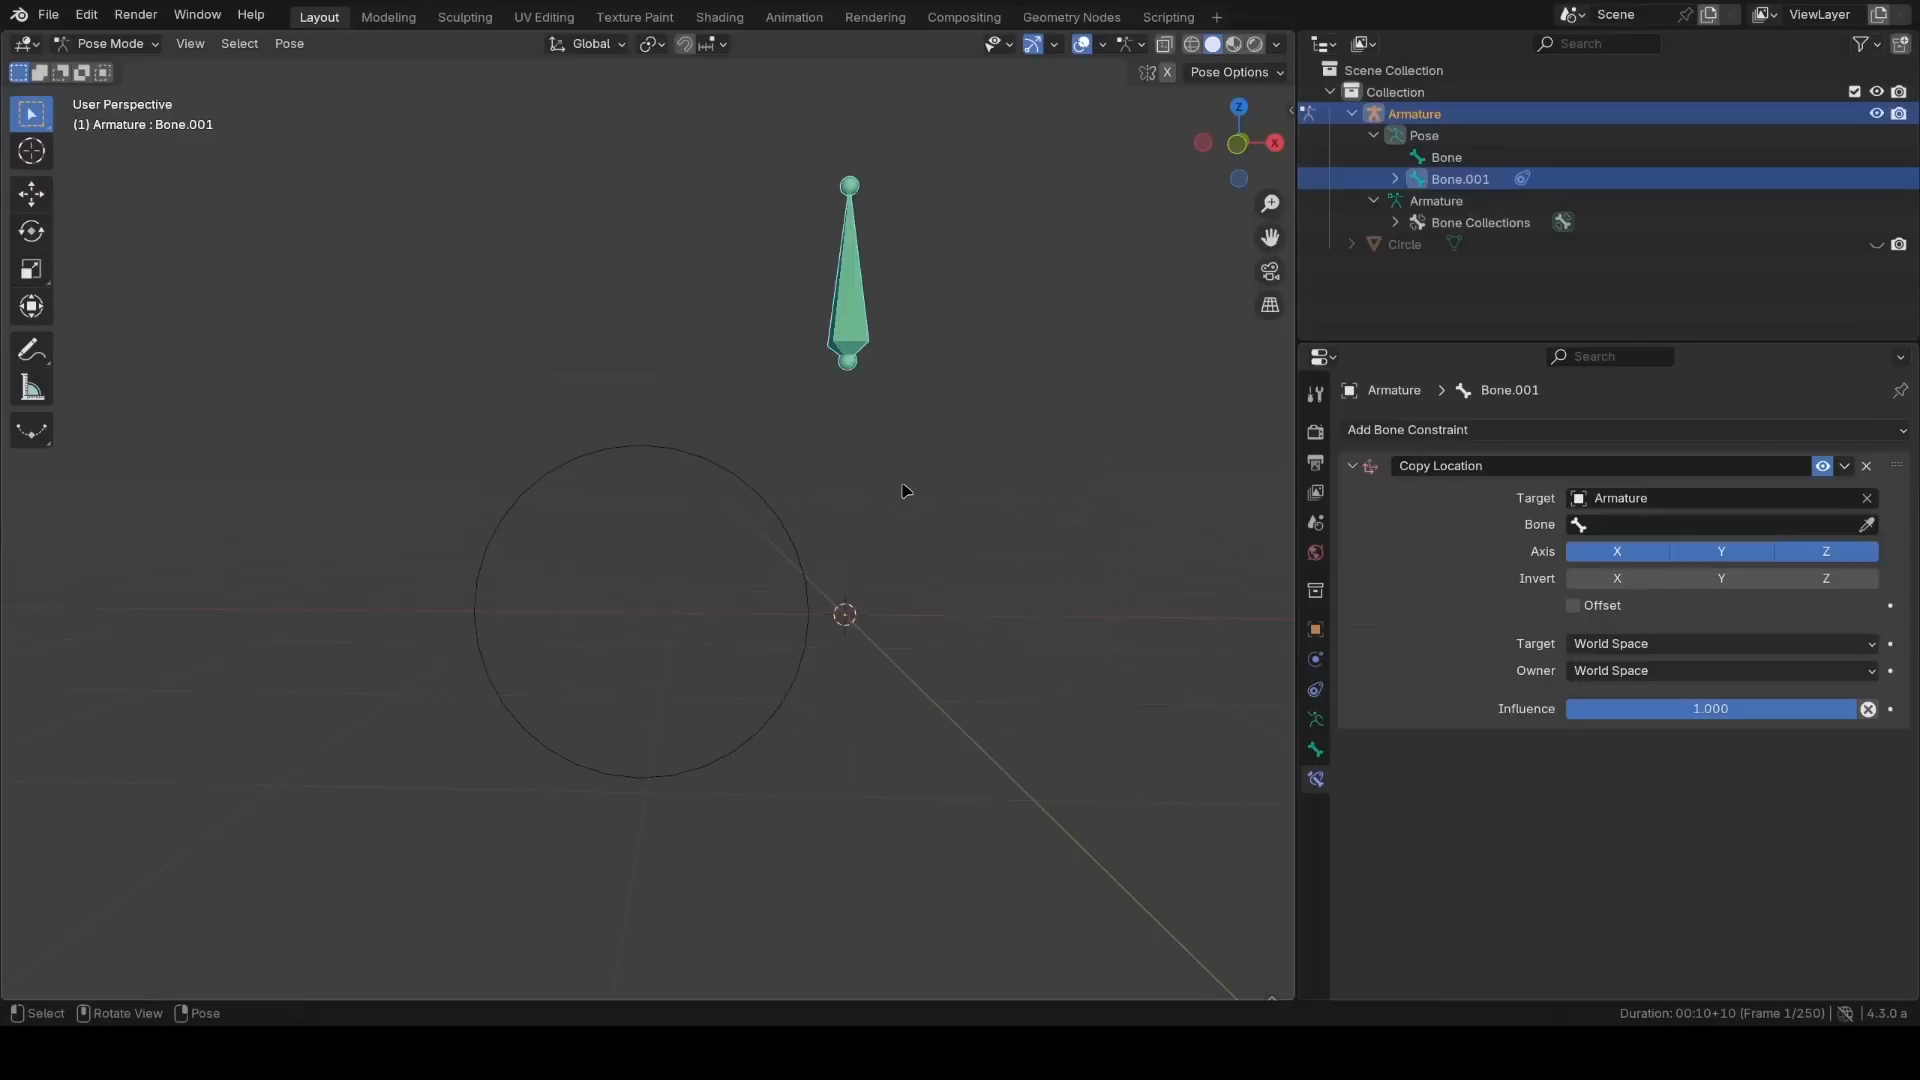 File Edit Render Window Help Layout Modeling Sculpting UV Editing Texture Paint Shading Animation Rendering Compositing Geometry Nodes Scripting + Scene ViewLayer
Pose Mode View Select Pose Global Search
X Pose Options
Scene Collection
Collection
Armature
Pose
Bone
Bone.001
Armature
Bone Collections
Circle
User Perspective
(1) Armature : Bone.001
Z
X
Search
Armature > Bone.001
Add Bone Constraint
Copy Location
Target Armature
Bone
Axis X Y Z
Invert X Y Z
Offset
Target World Space
Owner World Space
Influence 1.000
Select Rotate View Pose Duration: 00:10+10 (Frame 1/250) | 4.3.0 a